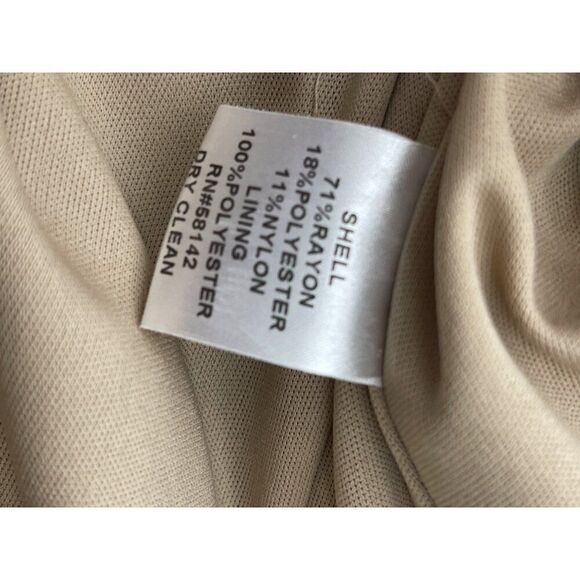 SHELL
71%RAYON
18%POLYESTER
11%NYLON
LINING
100%POLYESTER
RN#58142
DRY CLEAN